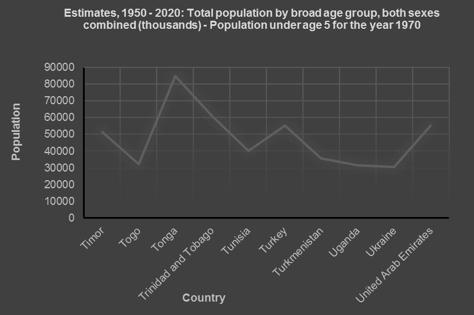 Estimates, 1950 - 2020: Total population by broad age group, both sexes
combined (thousands) - Population under age 5 for the year 1970
Population
90000
80000
70000
60000
50000
40000
30000
20000
10000
0
Timor
Togo
Tonga
Trinidad and Tobago
Tunisia
Turkey
Turkmenistan
Uganda
Ukraine
United Arab Emirates
Country